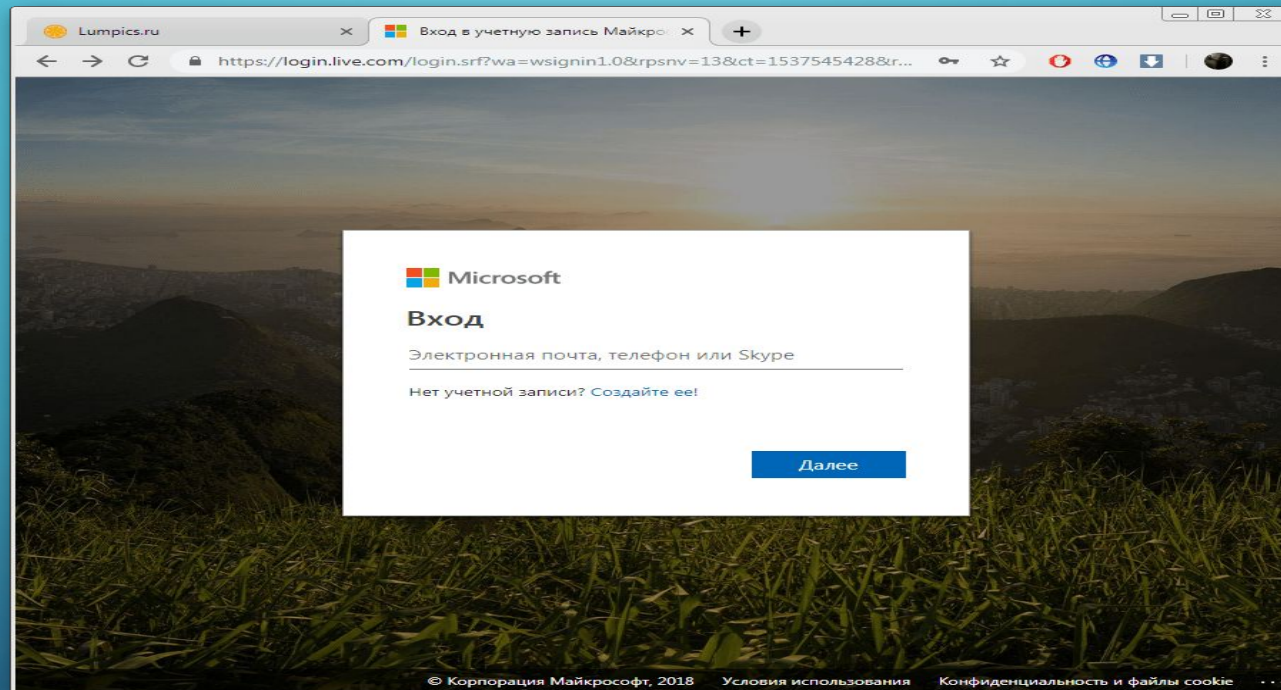 Lumpics.ru
Вход в учетную запись Майкро
https://login.live.com/login.srf?wa=wsignin1.0&rpsnv=13&ct=1537545428&r...
Microsoft
Вход
Электронная почта, телефон или Skype
Нет учетной записи? Создайте ее!
Далее
© Корпорация Майкрософт, 2018 Условия использования Конфиденциальность и файлы cookie ...